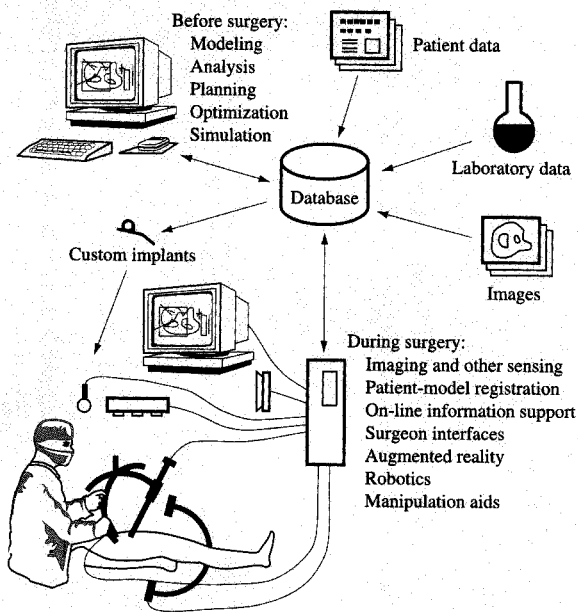 Before surgery:
Modeling
Analysis
Planning
Optimization
Simulation
Patient data
Laboratory data
Database
Custom implants
Images
During surgery:
Imaging and other sensing
Patient-model registration
On-line information support
Surgeon interfaces
Augmented reality
Robotics
Manipulation aids